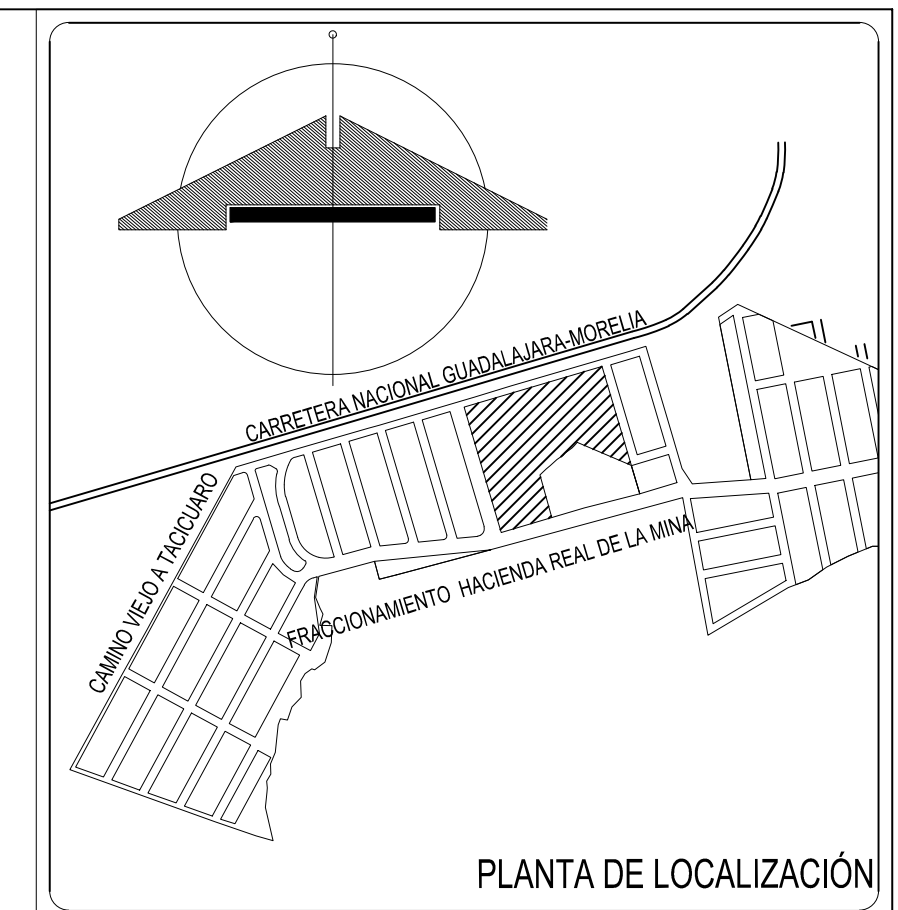 CARRETERA NACIONAL GUADALAJARA-MORELIA
CAMINO VIEJO A TACICUARO
FRACCIONAMIENTO HACIENDA REAL DE LA MINA
PLANTA DE LOCALIZACIÓN